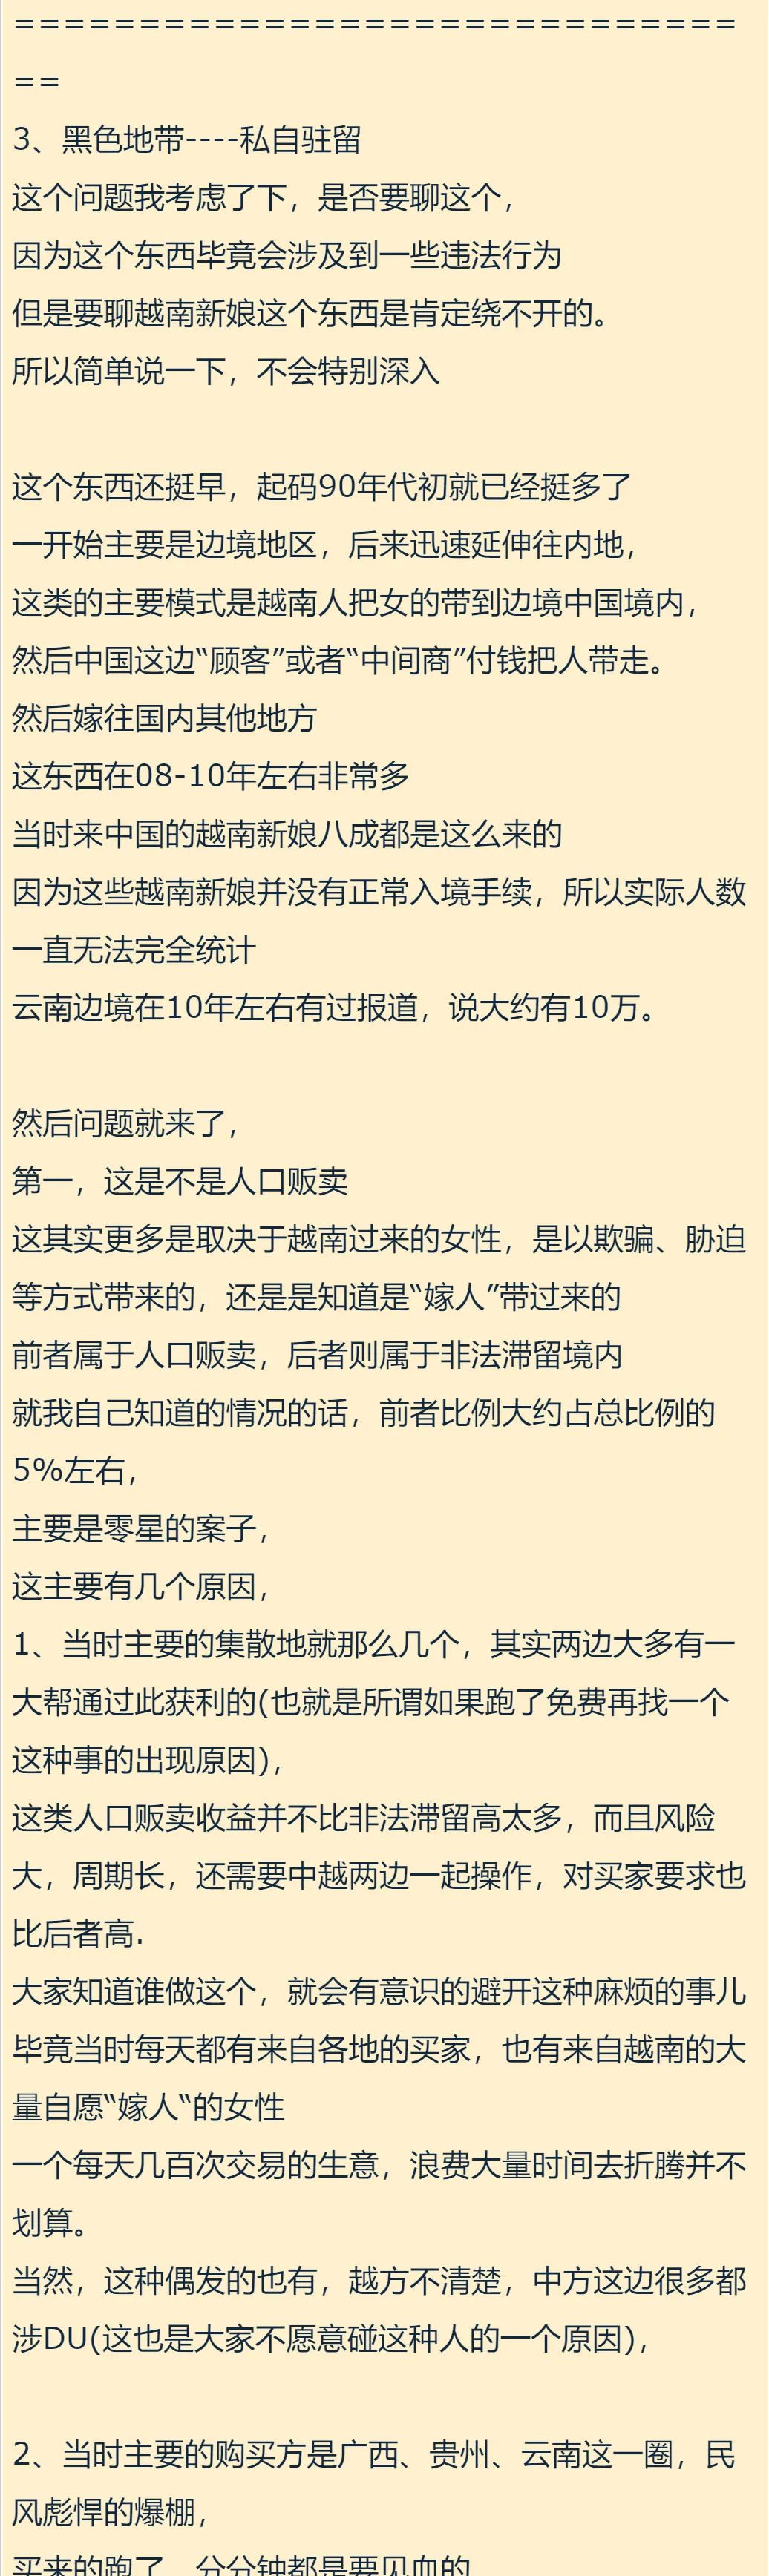 =============================
==
3、黑色地带----私自驻留
这个问题我考虑了下，是否要聊这个，
因为这个东西毕竟会涉及到一些违法行为
但是要聊越南新娘这个东西是肯定绕不开的。
所以简单说一下，不会特别深入
这个东西还挺早，起码90年代初就已经挺多了
一开始主要是边境地区，后来迅速延伸往内地，
这类的主要模式是越南人把女的带到边境中国境内，
然后中国这边“顾客”或者“中间商”付钱把人带走。
然后嫁往国内其他地方
这东西在08-10年左右非常多
当时来中国的越南新娘八成都是这么来的
因为这些越南新娘并没有正常入境手续，所以实际人数
一直无法完全统计
云南边境在10年左右有过报道，说大约有10万。
然后问题就来了，
第一，这是不是人口贩卖
这其实更多是取决于越南过来的女性，是以欺骗、胁迫
等方式带来的，还是是知道是“嫁人”带过来的
前者属于人口贩卖，后者则属于非法滞留境内
就我自己知道的情况的话，前者比例大约占总比例的
5%左右，
主要是零星的案子，
这主要有几个原因，
1、当时主要的集散地就那么几个，其实两边大多有一
大帮通过此获利的(也就是所谓如果跑了免费再找一个
这种事的出现原因)，
这类人口贩卖收益并不比非法滞留高太多，而且风险
大，周期长，还需要中越两边一起操作，对买家要求也
比后者高.
大家知道谁做这个，就会有意识的避开这种麻烦的事儿
毕竟当时每天都有来自各地的买家，也有来自越南的大
量自愿“嫁人“的女性
一个每天几百次交易的生意，浪费大量时间去折腾并不
划算。
当然，这种偶发的也有，越方不清楚，中方这边很多都
涉DU(这也是大家不愿意碰这种人的一个原因)，
2、当时主要的购买方是广西、贵州、云南这一圈，民
风彪悍的爆棚，
买来的跑了，分分钟都是要见血的